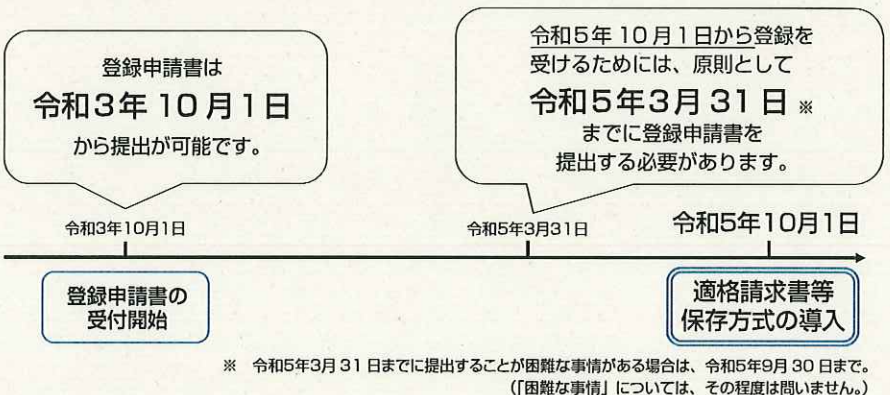 登録申請書は
令和3年 10月1日
から提出が可能です。
令和5年 10月1日から登録を
受けるためには、原則として
令和5年3月31日 ※
までに登録申請書を
提出する必要があります。
令和3年10月1日
令和5年3月31日
令和5年10月1日
登録申請書の
受付開始
適格請求書等
保存方式の導入
※ 令和5年3月31日までに提出することが困難な事情がある場合は、令和5年9月30日まで。
(「困難な事情」については、その程度は問いません。)